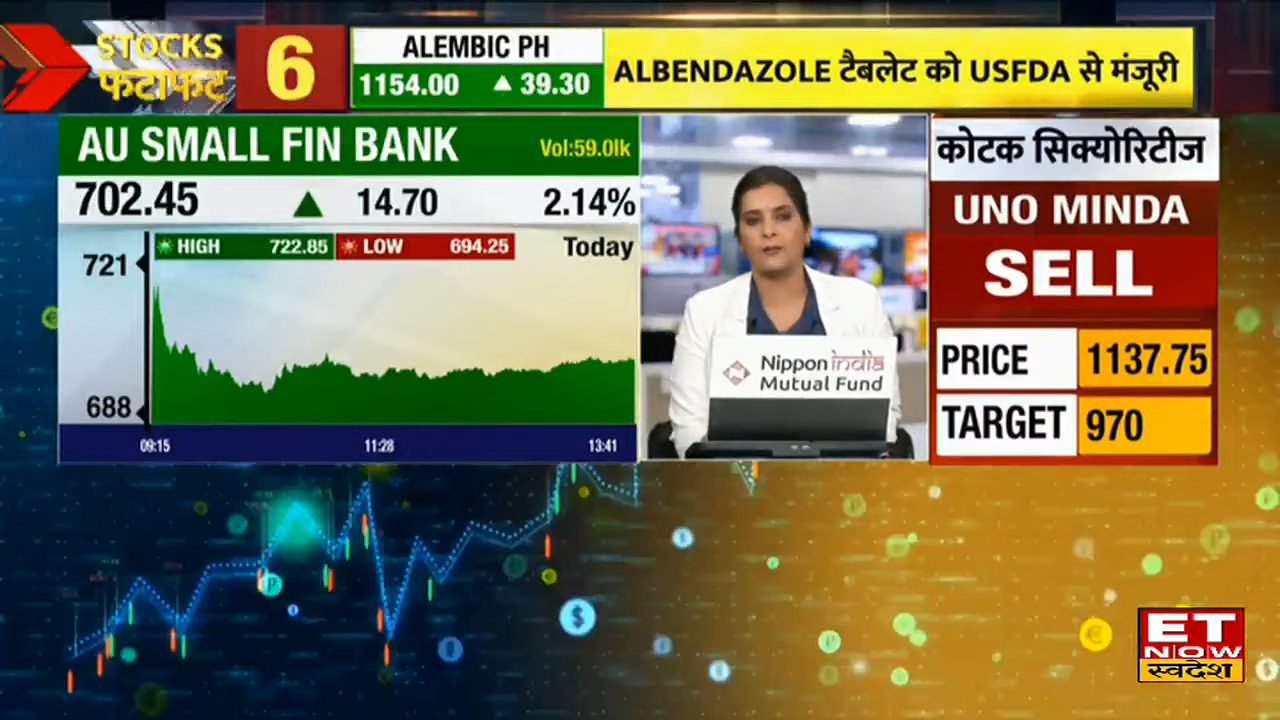 STOCKS
फटाफट
6
ALEMBIC PH
1154.00 ▲ 39.30
ALBENDAZOLE टैबलेट को USFDA से मंजूरी
AU SMALL FIN BANK Vol:59.0lk
702.45 ▲ 14.70 2.14%
HIGH 722.85 LOW 694.25 Today
721
688
09:15 11:28 13:41
Nippon india
Mutual Fund
कोटक सिक्योरिटीज
UNO MINDA
SELL
PRICE 1137.75
TARGET 970
ET
NOW
स्वदेश